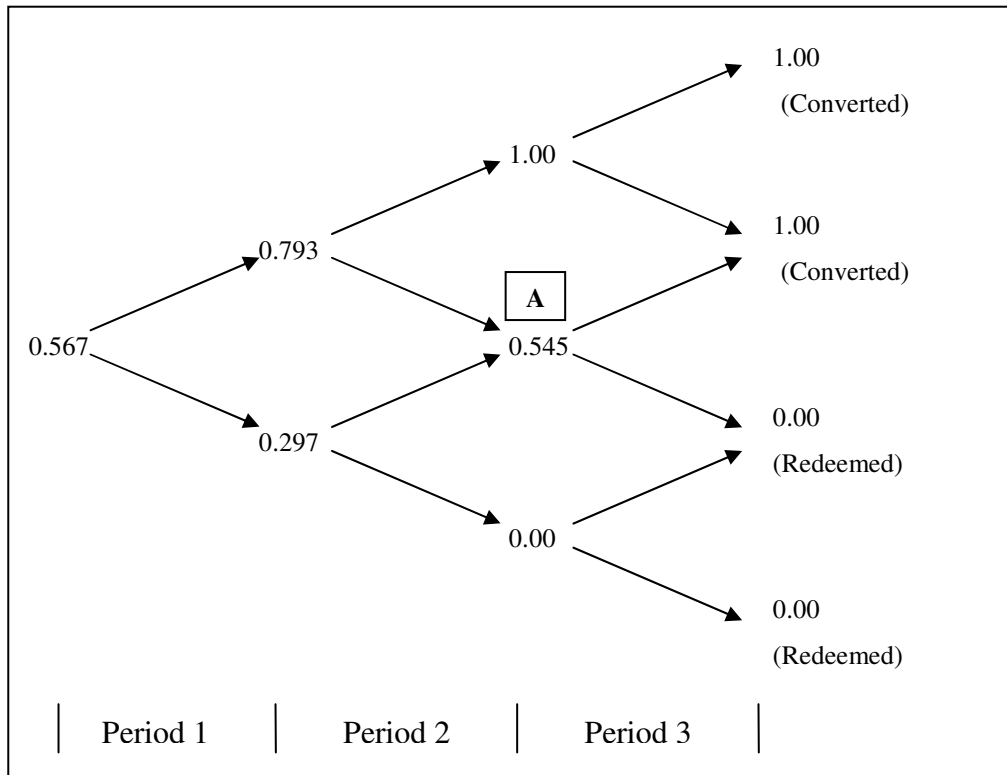 1.00
(Converted)
1.00
1.00
(Converted)
0.793
A
0.567
0.545
0.297
0.00
(Redeemed)
0.00
0.00
(Redeemed)
Period 1
Period 2
Period 3